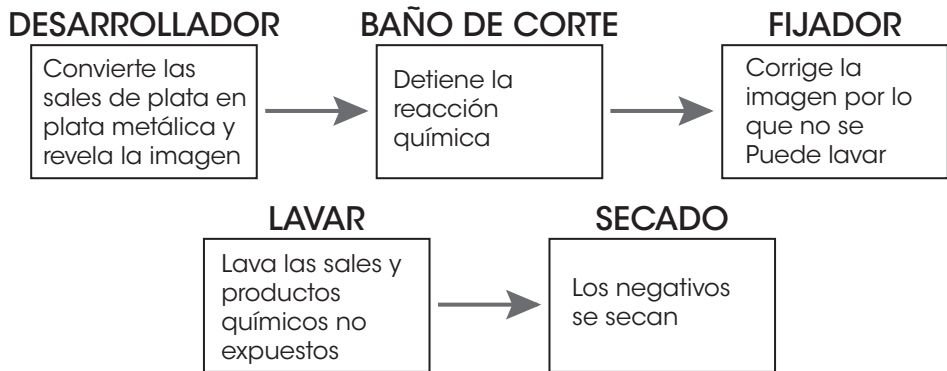 DESARROLLADOR
Convierte las
sales de plata en
plata metálica y
revela la imagen
BAÑO DE CORTE
Detiene la
reacción
química
FIJADOR
Corrige la
imagen por lo
que no se
Puede lavar
LAVAR
Lava las sales y
productos
químicos no
expuestos
SECADO
Los negativos
se secan